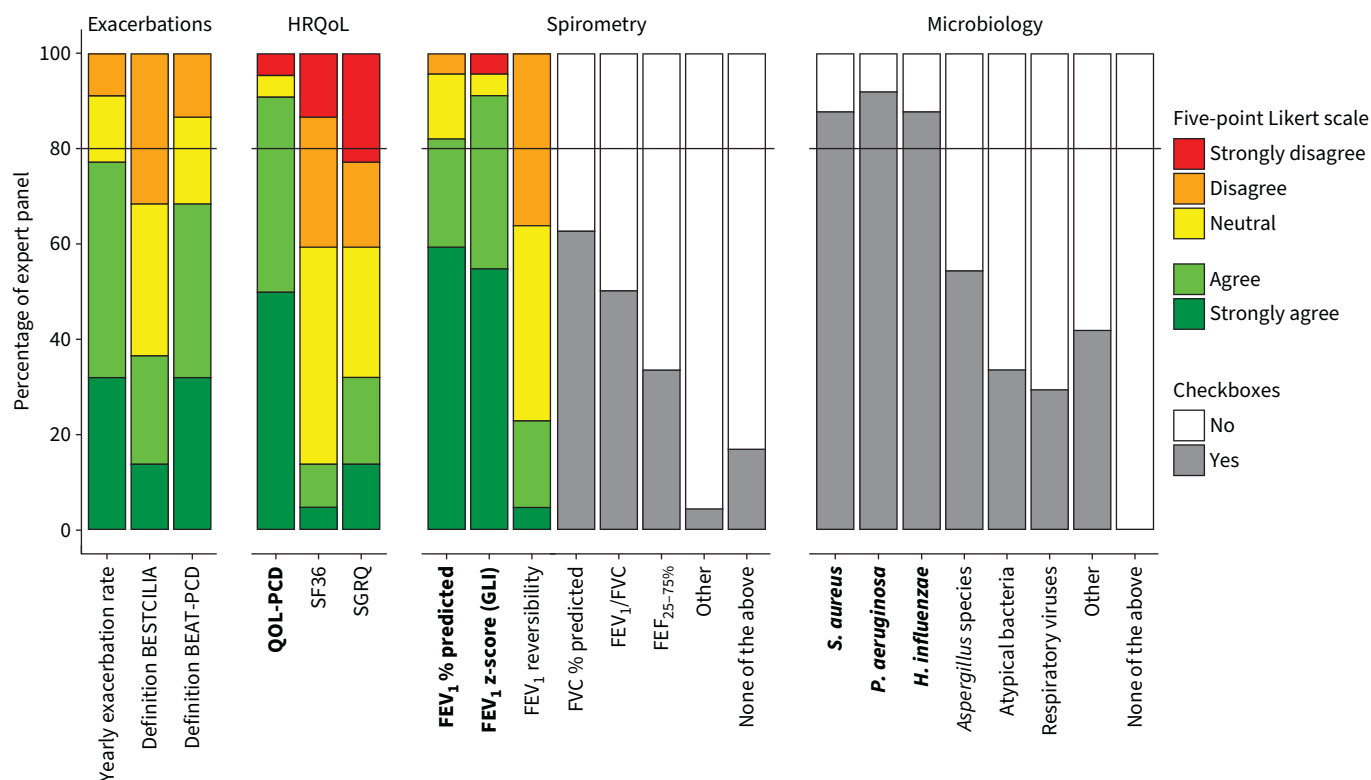 Exacerbations
HRQoL
Spirometry
Microbiology
Percentage of expert panel
100
80
60
40
20
0
Yearly exacerbation rate
Definition BESTCILIA
Definition BEAT-PCD
QOL-PCD
SF36
SGRQ
FEV1 % predicted
FEV1 z-score (GLI)
FEV1 reversibility
FVC % predicted
FEV1/FVC
FEF25–75%
Other
None of the above
S. aureus
P. aeruginosa
H. influenzae
Aspergillus species
Atypical bacteria
Respiratory viruses
Other
None of the above
Five-point Likert scale
Strongly disagree
Disagree
Neutral
Agree
Strongly agree
Checkboxes
No
Yes